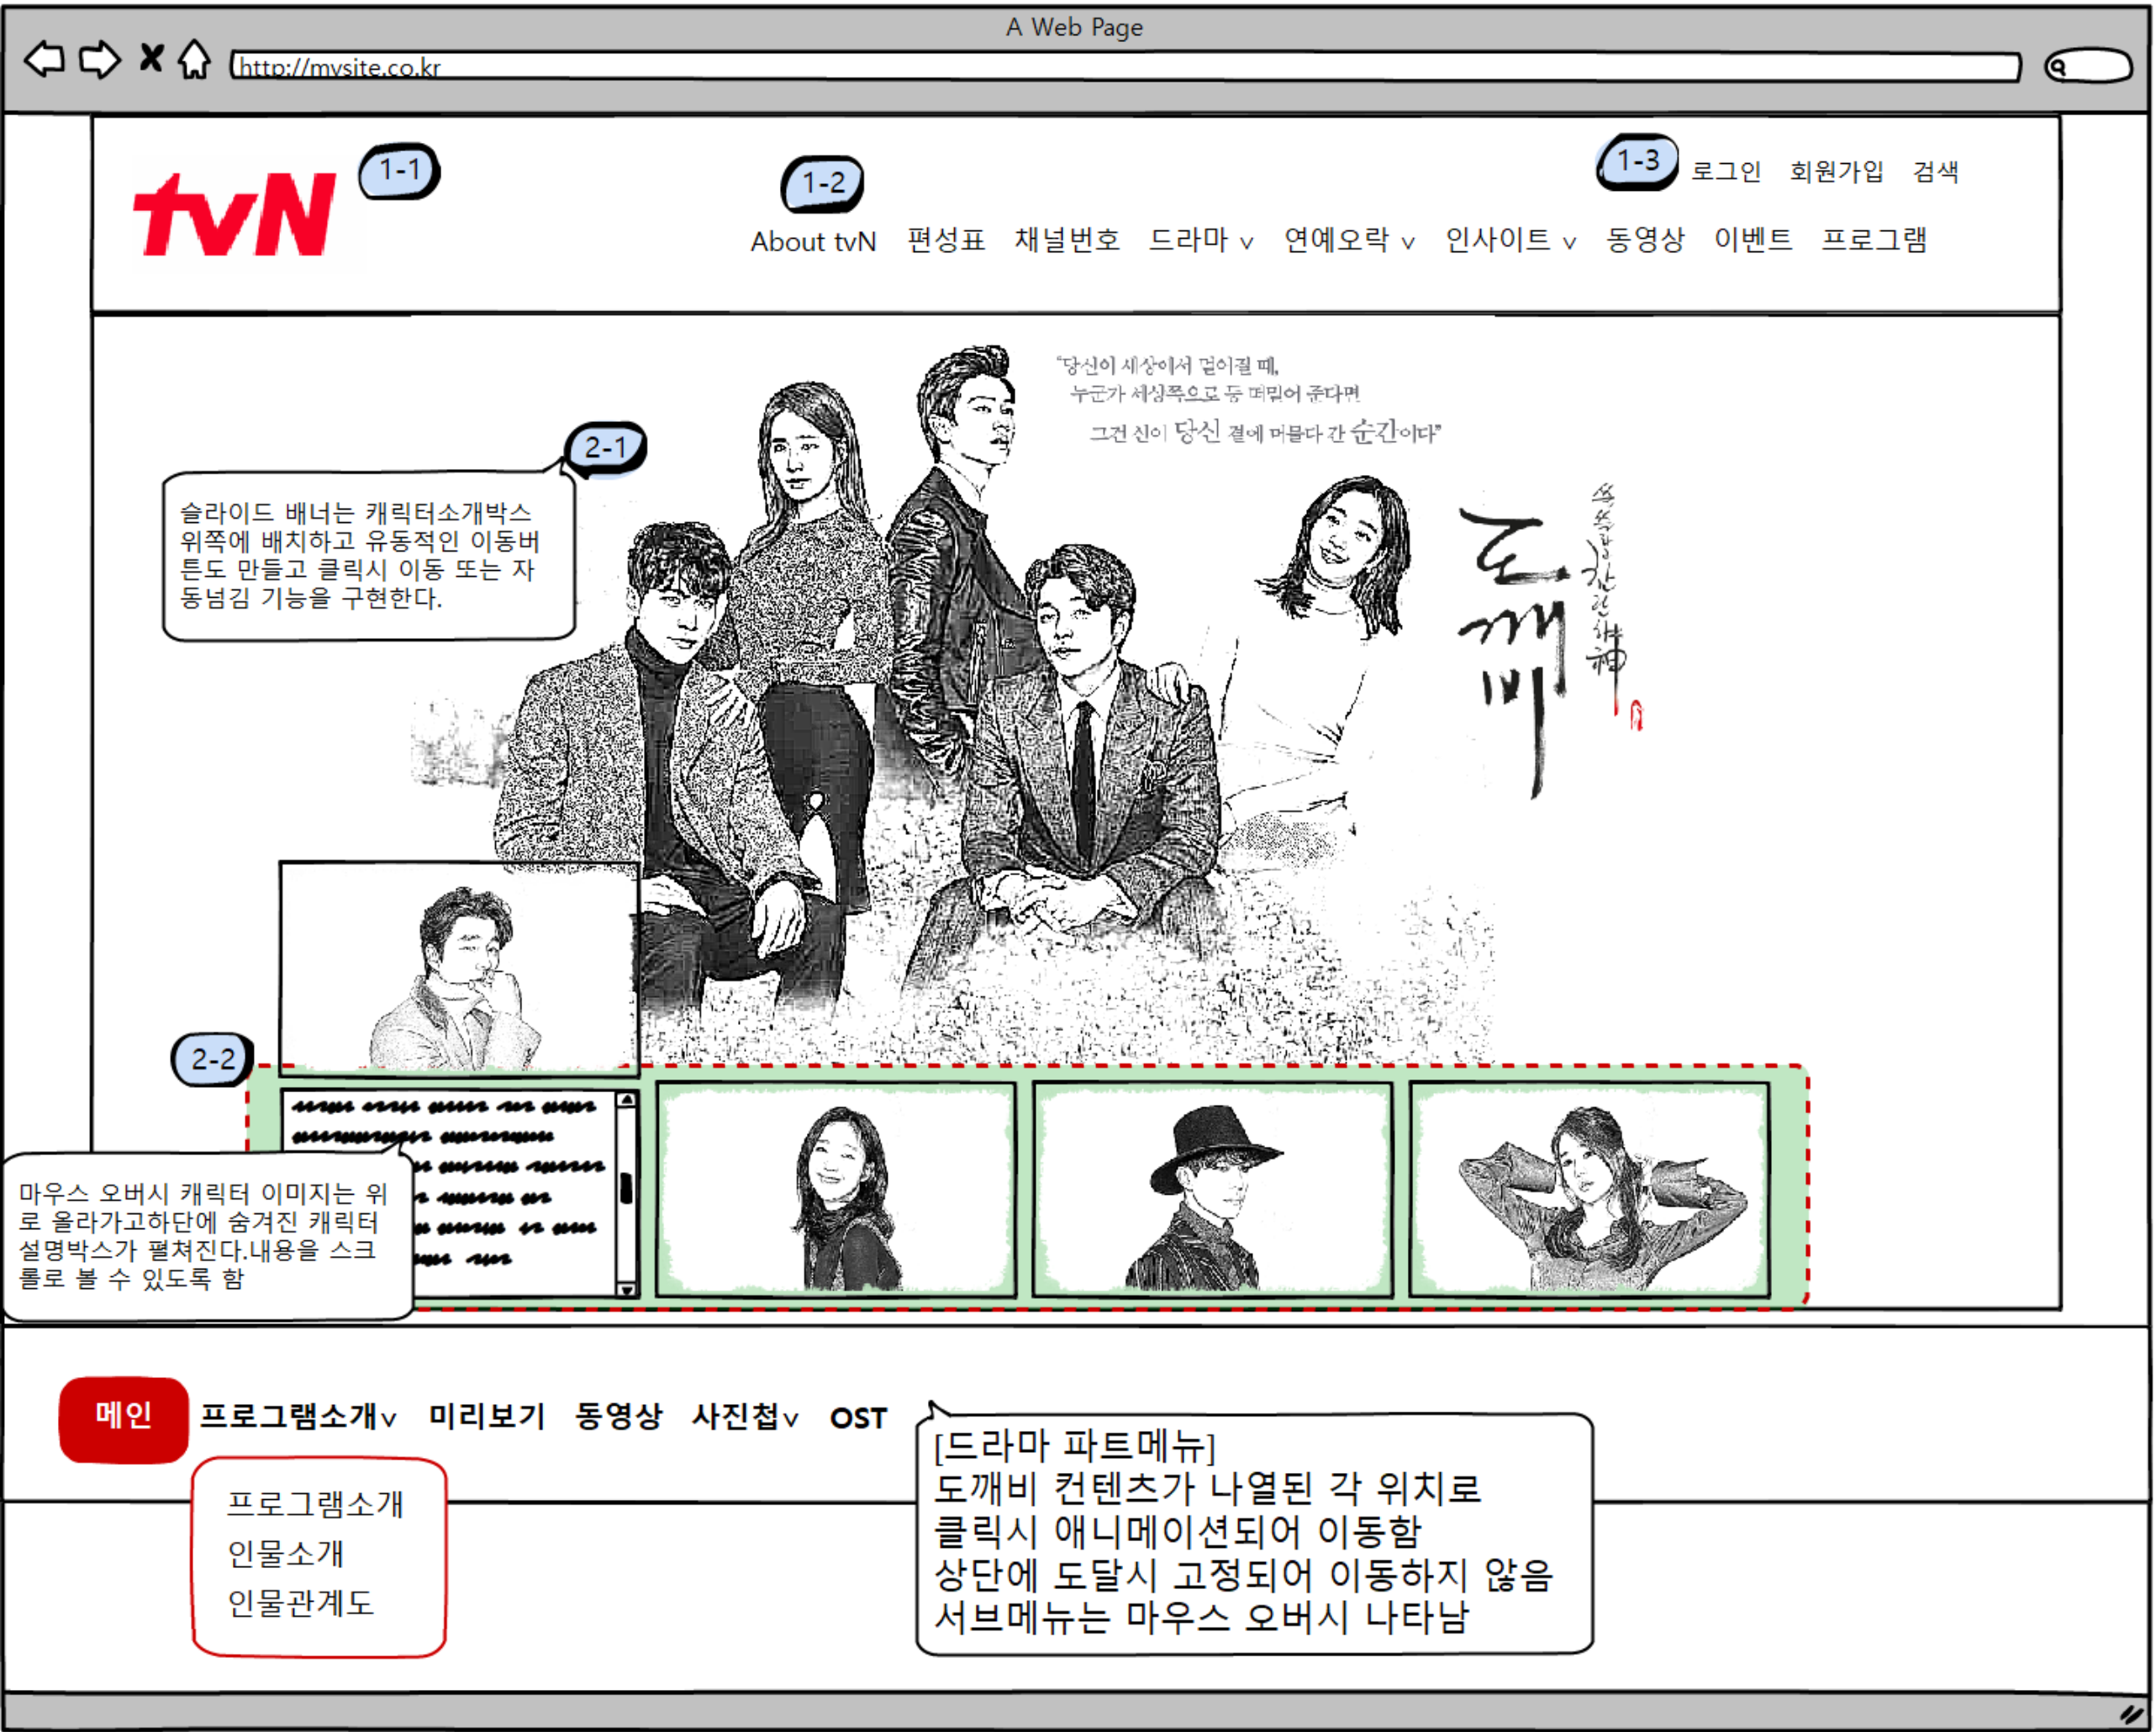 A Web Page
http://mysite.co.kr
tvN
1-1
1-2
1-3
로그인 회원가입 검색
About tvN 편성표 채널번호 드라마 v 연예오락 v 인사이트 v 동영상 이벤트 프로그램
“당신이 세상에서 멀어질 때,
누군가 세상쪽으로 등 떠밀어 준다면
그건 신이 당신 곁에 머물다 간 순간이다”
2-1
슬라이드 배너는 캐릭터소개박스
위쪽에 배치하고 유동적인 이동버
튼도 만들고 클릭시 이동 또는 자
동넘김 기능을 구현한다.
쓸쓸하고 찬란하神
도깨비
2-2
마우스 오버시 캐릭터 이미지는 위
로 올라가고하단에 숨겨진 캐릭터
설명박스가 펼쳐진다.내용을 스크
롤로 볼 수 있도록 함
메인 프로그램소개v 미리보기 동영상 사진첩v OST
프로그램소개
인물소개
인물관계도
[드라마 파트메뉴]
도깨비 컨텐츠가 나열된 각 위치로
클릭시 애니메이션되어 이동함
상단에 도달시 고정되어 이동하지 않음
서브메뉴는 마우스 오버시 나타남